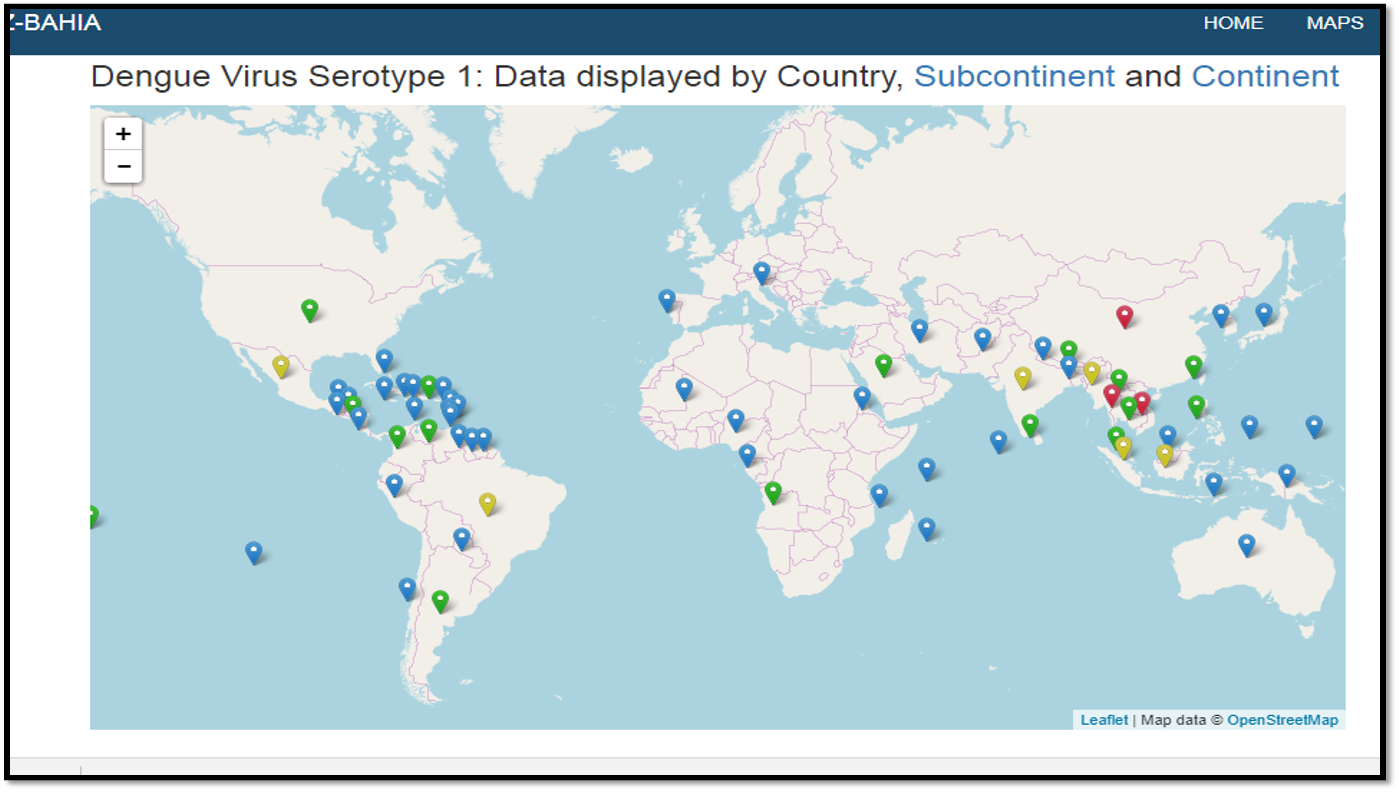 Z-BAHIA
HOME MAPS
Dengue Virus Serotype 1: Data displayed by Country, Subcontinent and Continent
+
−
Leaflet | Map data © OpenStreetMap